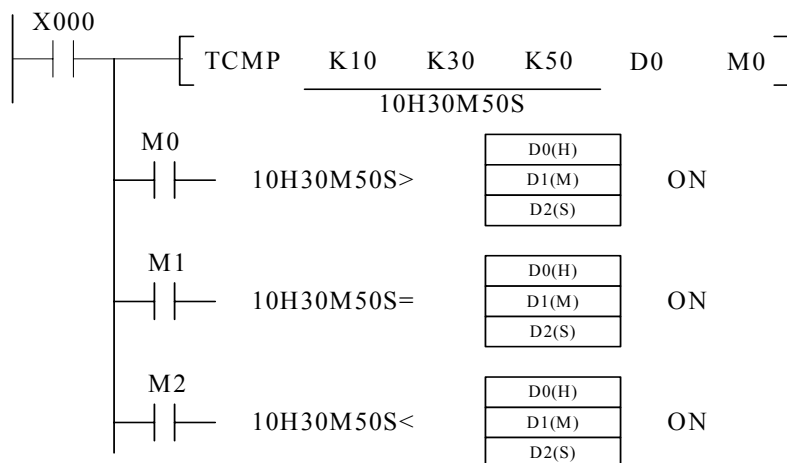 X000
TCMP K10 K30 K50 D0 M0
10H30M50S
M0
D0(H)
10H30M50S> D1(M) ON
D2(S)
M1
D0(H)
10H30M50S= D1(M) ON
D2(S)
M2
D0(H)
10H30M50S< D1(M) ON
D2(S)